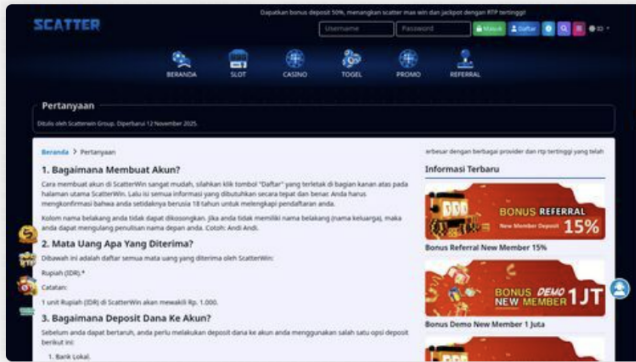 Dapatkan bonus deposit 50%, menangkan scatter max win dan jackpot dengan RTP tertinggi!
SCATTER
Username
Password
Masuk
Daftar
ID
BERANDA
SLOT
CASINO
TOGEL
PROMO
REFERRAL
Pertanyaan
Ditulis oleh Scatterwin Group. Diperbarui 12 November 2025.
Beranda > Pertanyaan
1. Bagaimana Membuat Akun?
Cara membuat akun di ScatterWin sangat mudah, silahkan klik tombol "Daftar" yang terletak di bagian kanan atas pada
halaman utama ScatterWin. Lalu isi semua informasi yang dibutuhkan secara tepat dan benar. Anda harus
mengkonfirmasi bahwa anda setidaknya berusia 18 tahun untuk melengkapi pendaftaran anda.
Kolom nama belakang anda tidak dapat dikosongkan. Jika anda tidak memiliki nama belakang (nama keluarga), maka
anda dapat mengulang penulisan nama depan anda. Cotoh: Andi Andi.
2. Mata Uang Apa Yang Diterima?
Dibawah ini adalah daftar semua mata uang yang diterima oleh ScatterWin:
Rupiah (IDR).*
Catatan:
1 unit Rupiah (IDR) di ScatterWin akan mewakili Rp. 1.000.
3. Bagaimana Deposit Dana Ke Akun?
Sebelum anda dapat bertaruh, anda perlu melakukan deposit dana ke akun anda menggunakan salah satu opsi deposit
berikut ini:
1. Bank Lokal.
erbesar dengan berbagai provider dan rtp tertinggi yang telah
Informasi Terbaru
BONUS REFERRAL
New Member Deposit 15%
Bonus Referral New Member 15%
BONUS DEMO
NEW MEMBER 1JT
Bonus Demo New Member 1 Juta